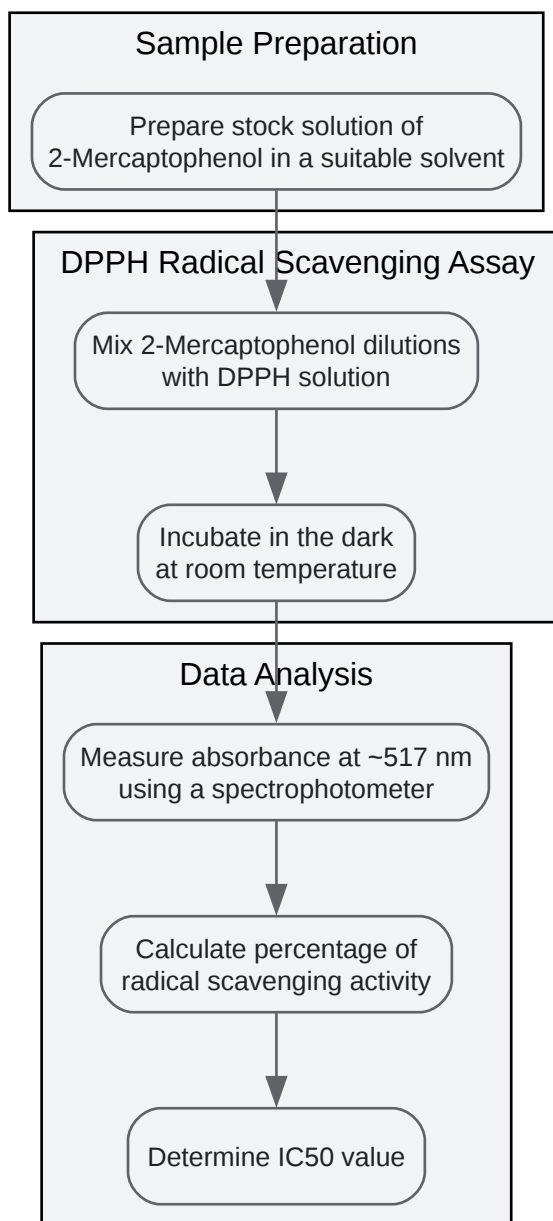 Sample Preparation
Prepare stock solution of
2-Mercaptophenol in a suitable solvent
DPPH Radical Scavenging Assay
Mix 2-Mercaptophenol dilutions
with DPPH solution
Incubate in the dark
at room temperature
Data Analysis
Measure absorbance at ~517 nm
using a spectrophotometer
Calculate percentage of
radical scavenging activity
Determine IC50 value